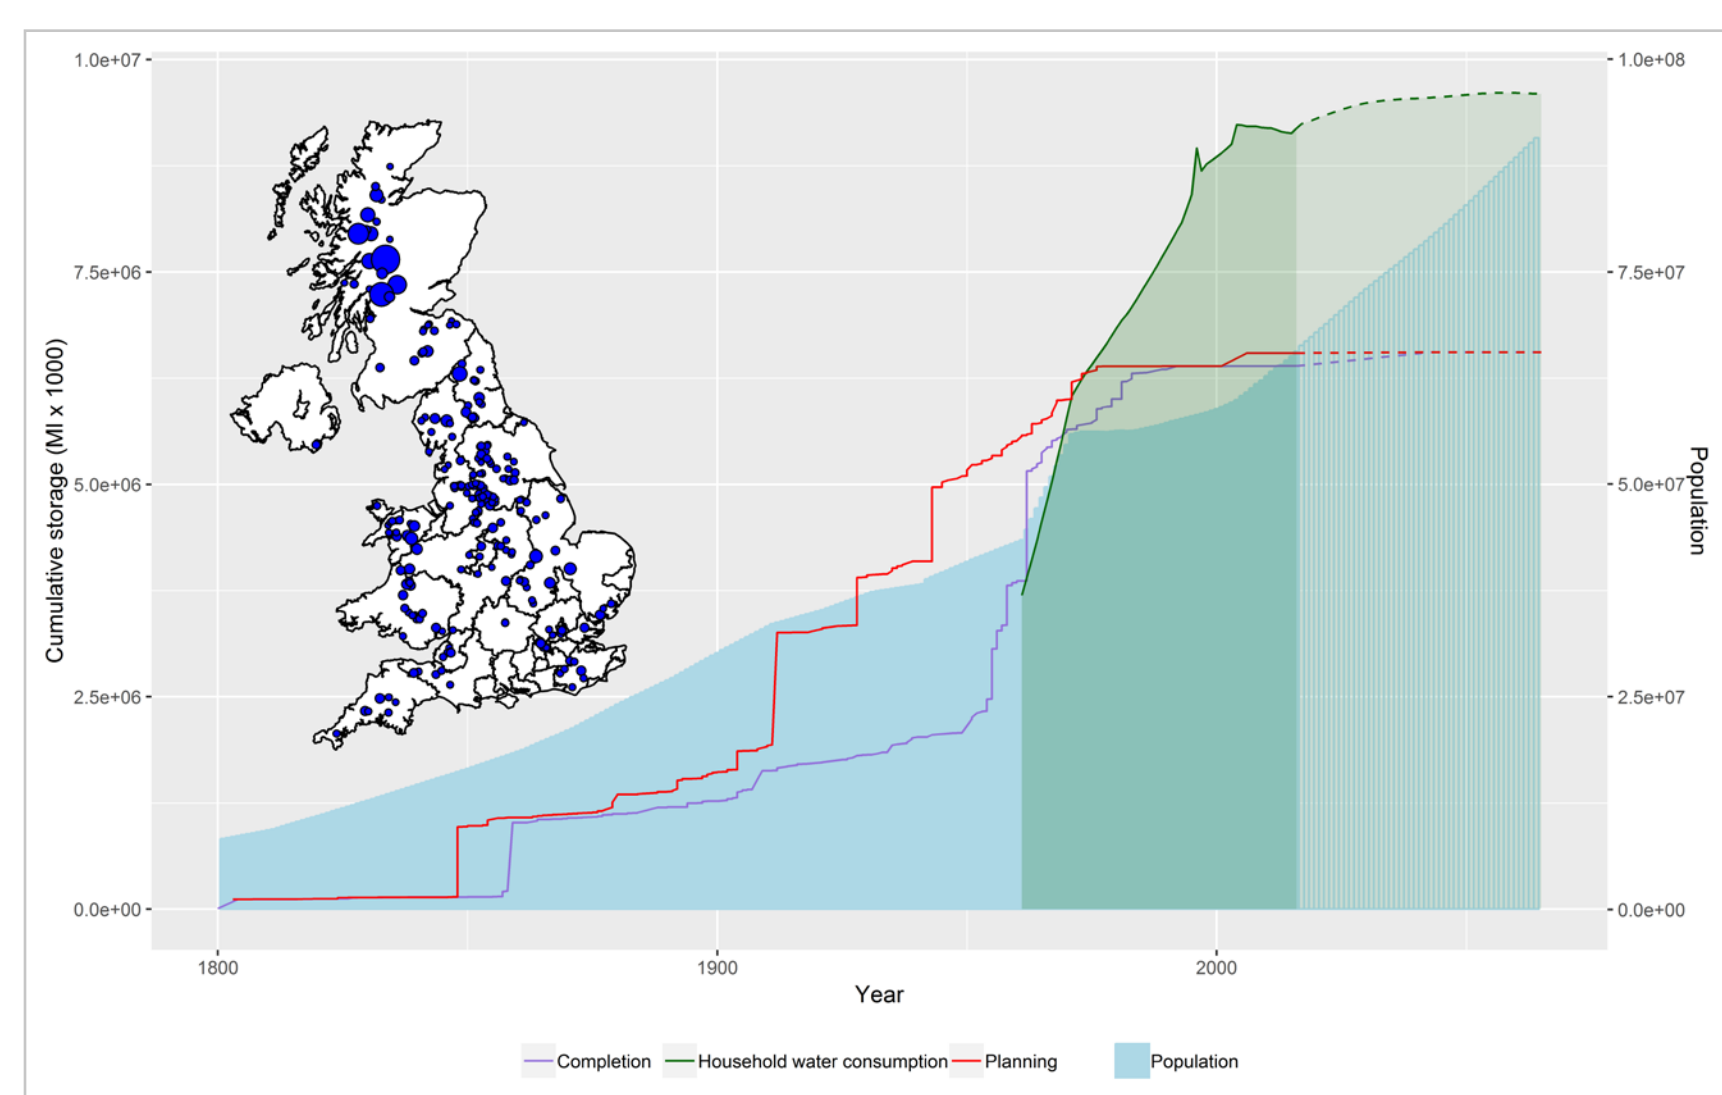 1.0e+07
7.5e+06
5.0e+06
2.5e+06
0.0e+00
Cumulative storage (Ml x 1000)
1.0e+08
7.5e+07
5.0e+07
2.5e+07
0.0e+00
Population
1800
1900
2000
Year
Completion
Household water consumption
Planning
Population